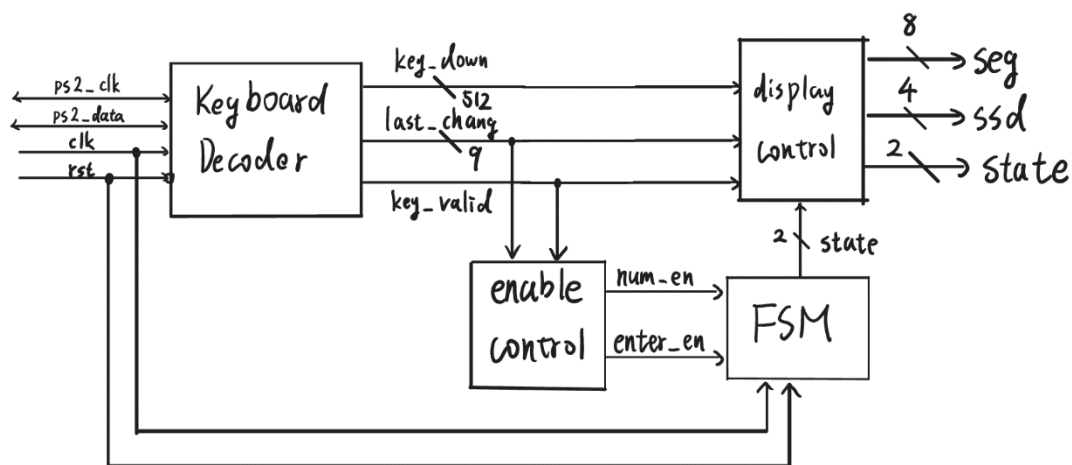 ps2_clk
ps2_data
clk
rst
Keyboard
Decoder
key_down
512
last_chang
9
key_valid
display
control
8
seg
4
ssd
2
state
2 state
enable
control
num_en
enter_en
FSM